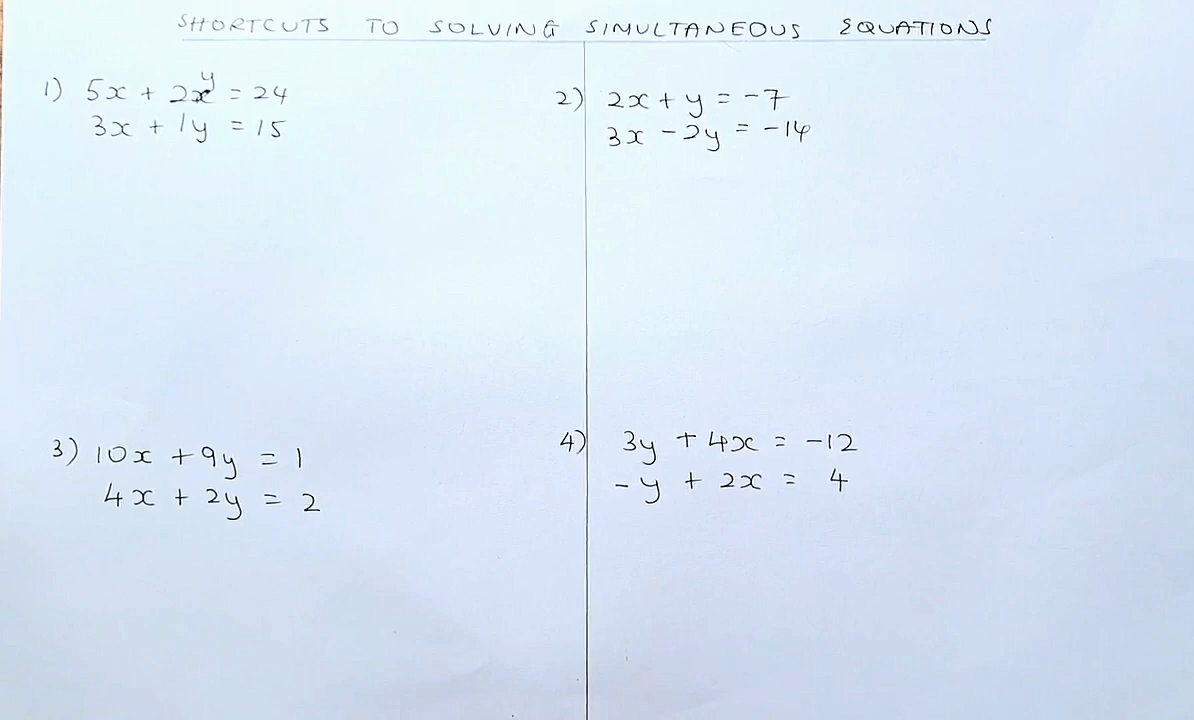 SHORTCUTS TO SOLVING SIMULTANEOUS EQUATIONS
1) 5x + 2y = 24
3x + 1y = 15
2) 2x + y = -7
3x - 2y = -14
3) 10x + 9y = 1
4x + 2y = 2
4) 3y + 4x = -12
-y + 2x = 4